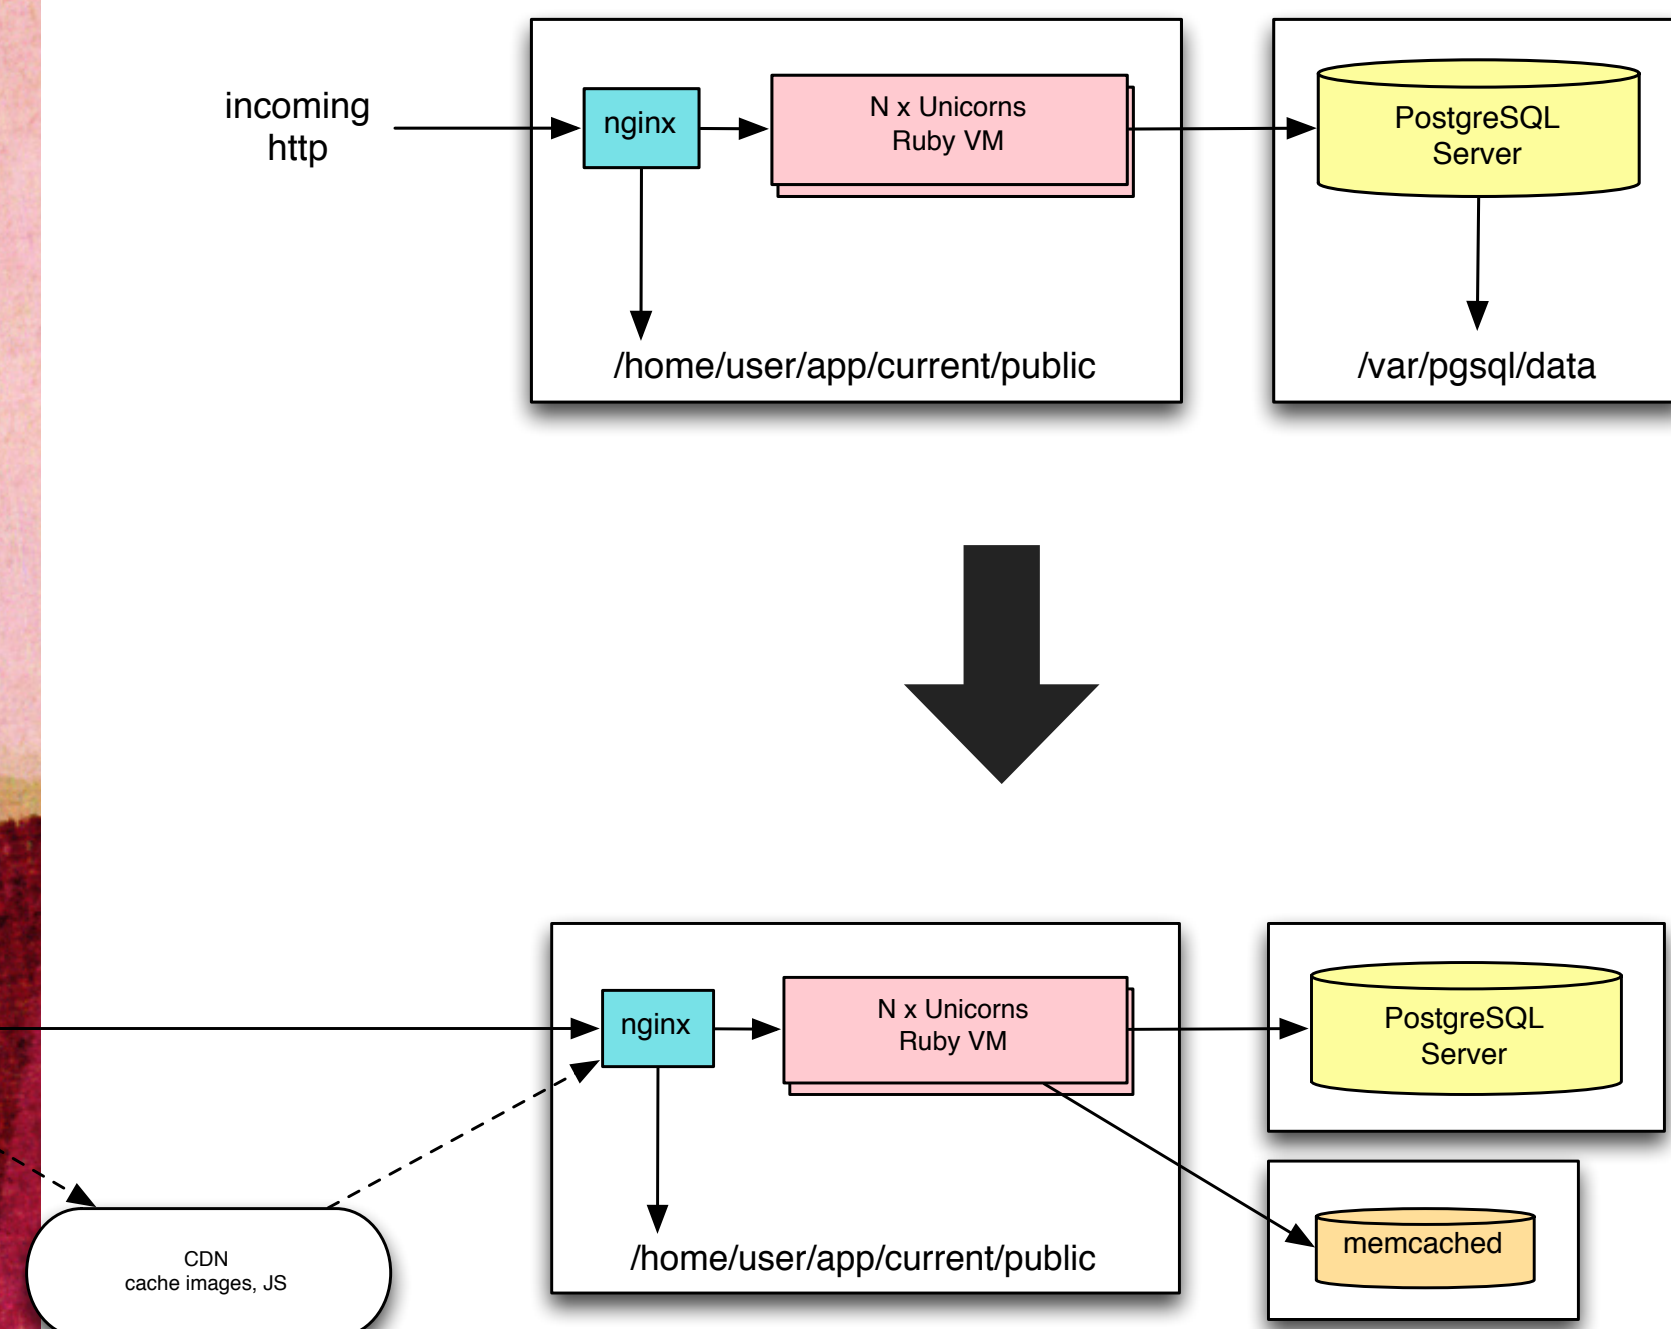 incoming
http
nginx
N x Unicorns
Ruby VM
PostgreSQL
Server
/home/user/app/current/public
/var/pgsql/data
nginx
N x Unicorns
Ruby VM
PostgreSQL
Server
/home/user/app/current/public
memcached
CDN
cache images, JS